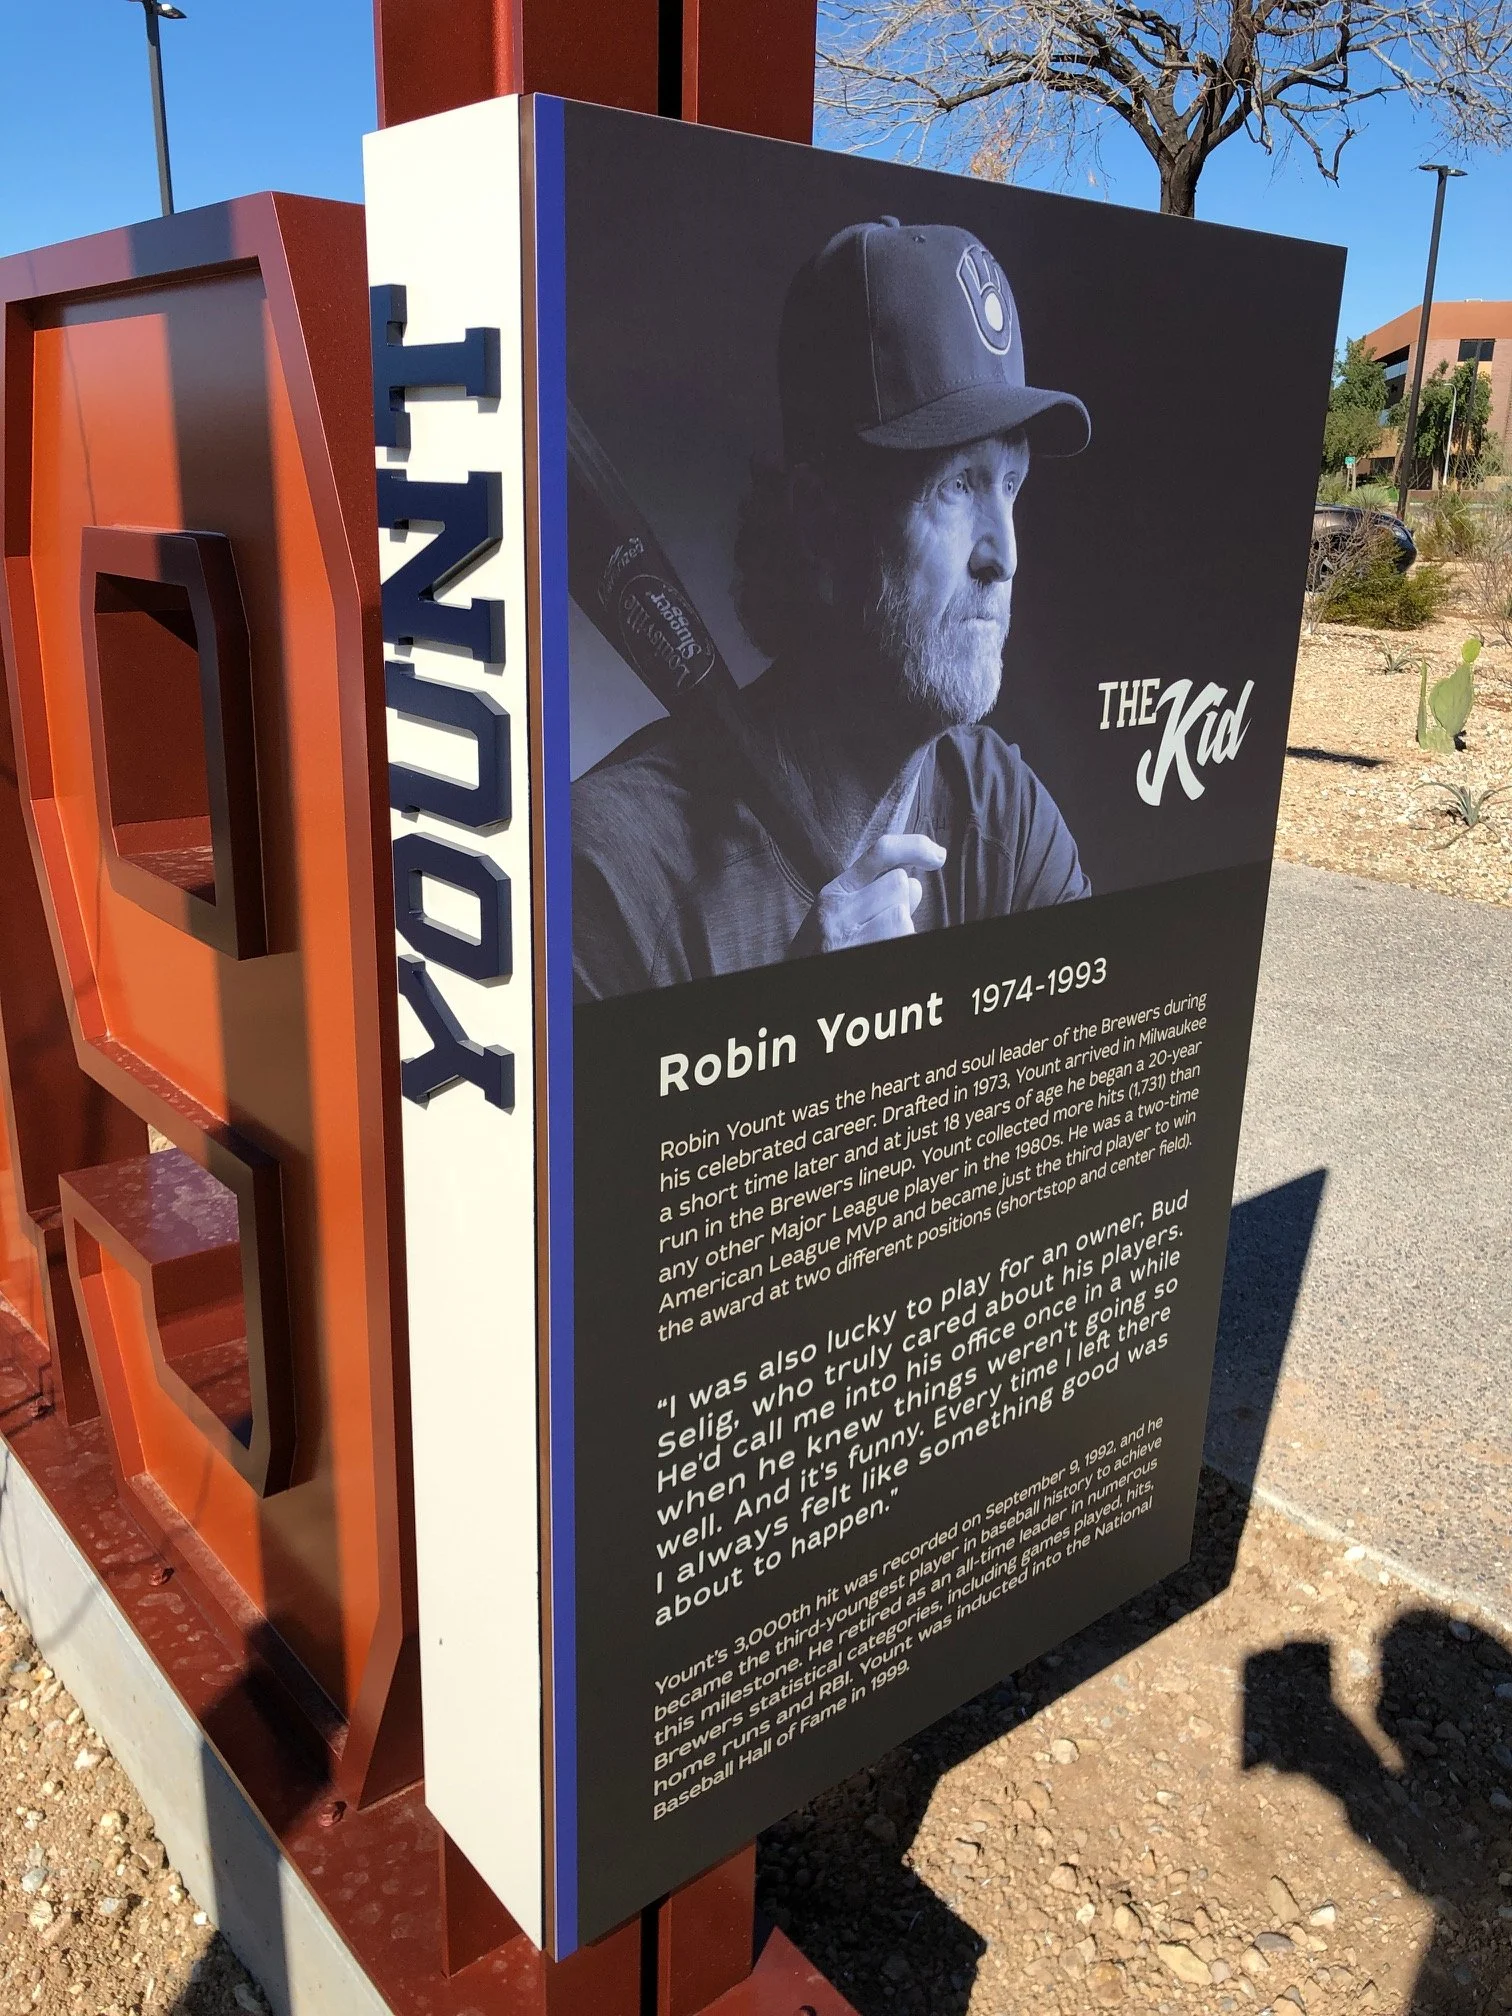 YOUNT
Louisville
Slugger
THE
Kid
Robin Yount 1974-1993
Robin Yount was the heart and soul leader of the Brewers during
his celebrated career. Drafted in 1973, Yount arrived in Milwaukee
a short time later and at just 18 years of age he began a 20-year
run in the Brewers lineup. Yount collected more hits (1,731) than
any other Major League player in the 1980s. He was a two-time
American League MVP and became just the third player to win
the award at two different positions (shortstop and center field).
“I was also lucky to play for an owner, Bud
Selig, who truly cared about his players.
He'd call me into his office once in a while
when he knew things weren't going so
well. And it's funny. Every time I left there
I always felt like something good was
about to happen.”
Yount's 3,000th hit was recorded on September 9, 1992, and he
became the third-youngest player in baseball history to achieve
this milestone. He retired as an all-time leader in numerous
Brewers statistical categories, including games played, hits,
home runs and RBI. Yount was inducted into the National
Baseball Hall of Fame in 1999.